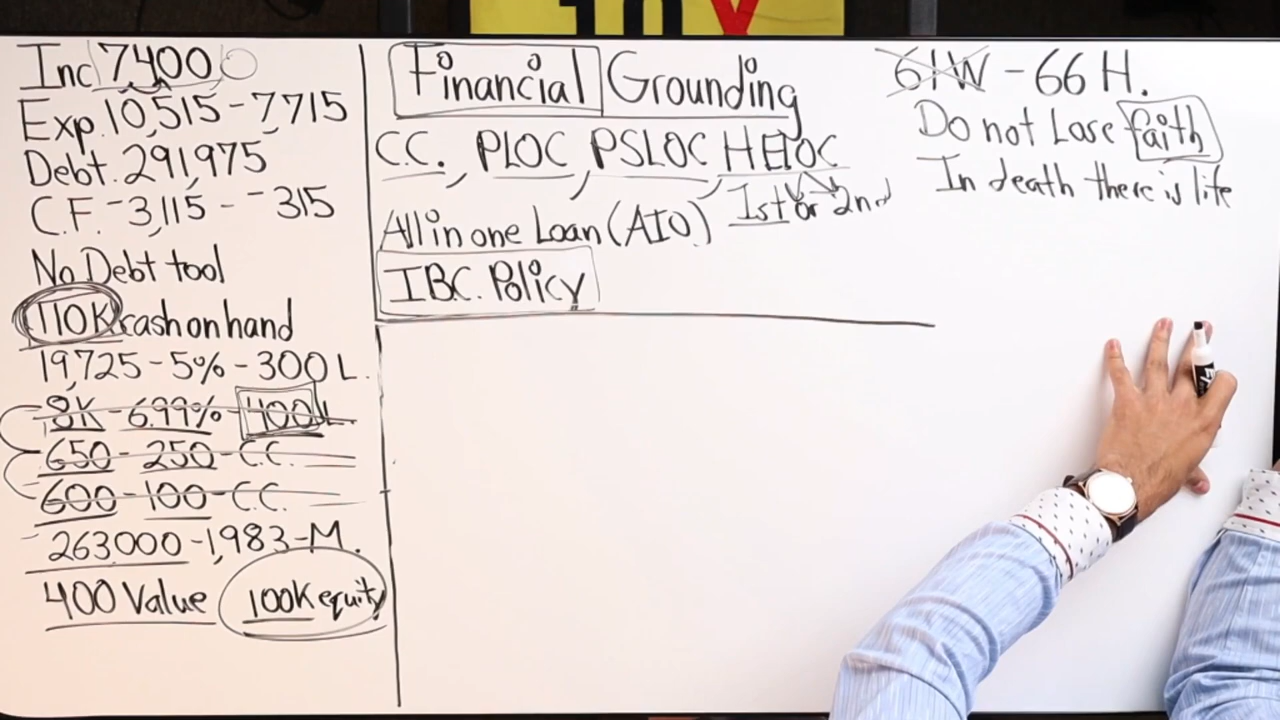 Inc 7400
Exp. 10,515 - 7,715
Debt. 291,975
C.F. -3,115 - -315
No Debt tool
110K cash on hand
19,725 - 5% - 300 L.
8K - 6.99% - 400 L
650 - 250 - C.C.
600 - 100 - C.C.
263000 - 1,983 - M.
400 Value 100K equity
Financial Grounding
C.C., PLOC, PSLOC, HELOC
1st or 2nd
All in one Loan (AIO)
I.B.C. Policy
61W - 66 H.
Do not Lose faith
In death there is life